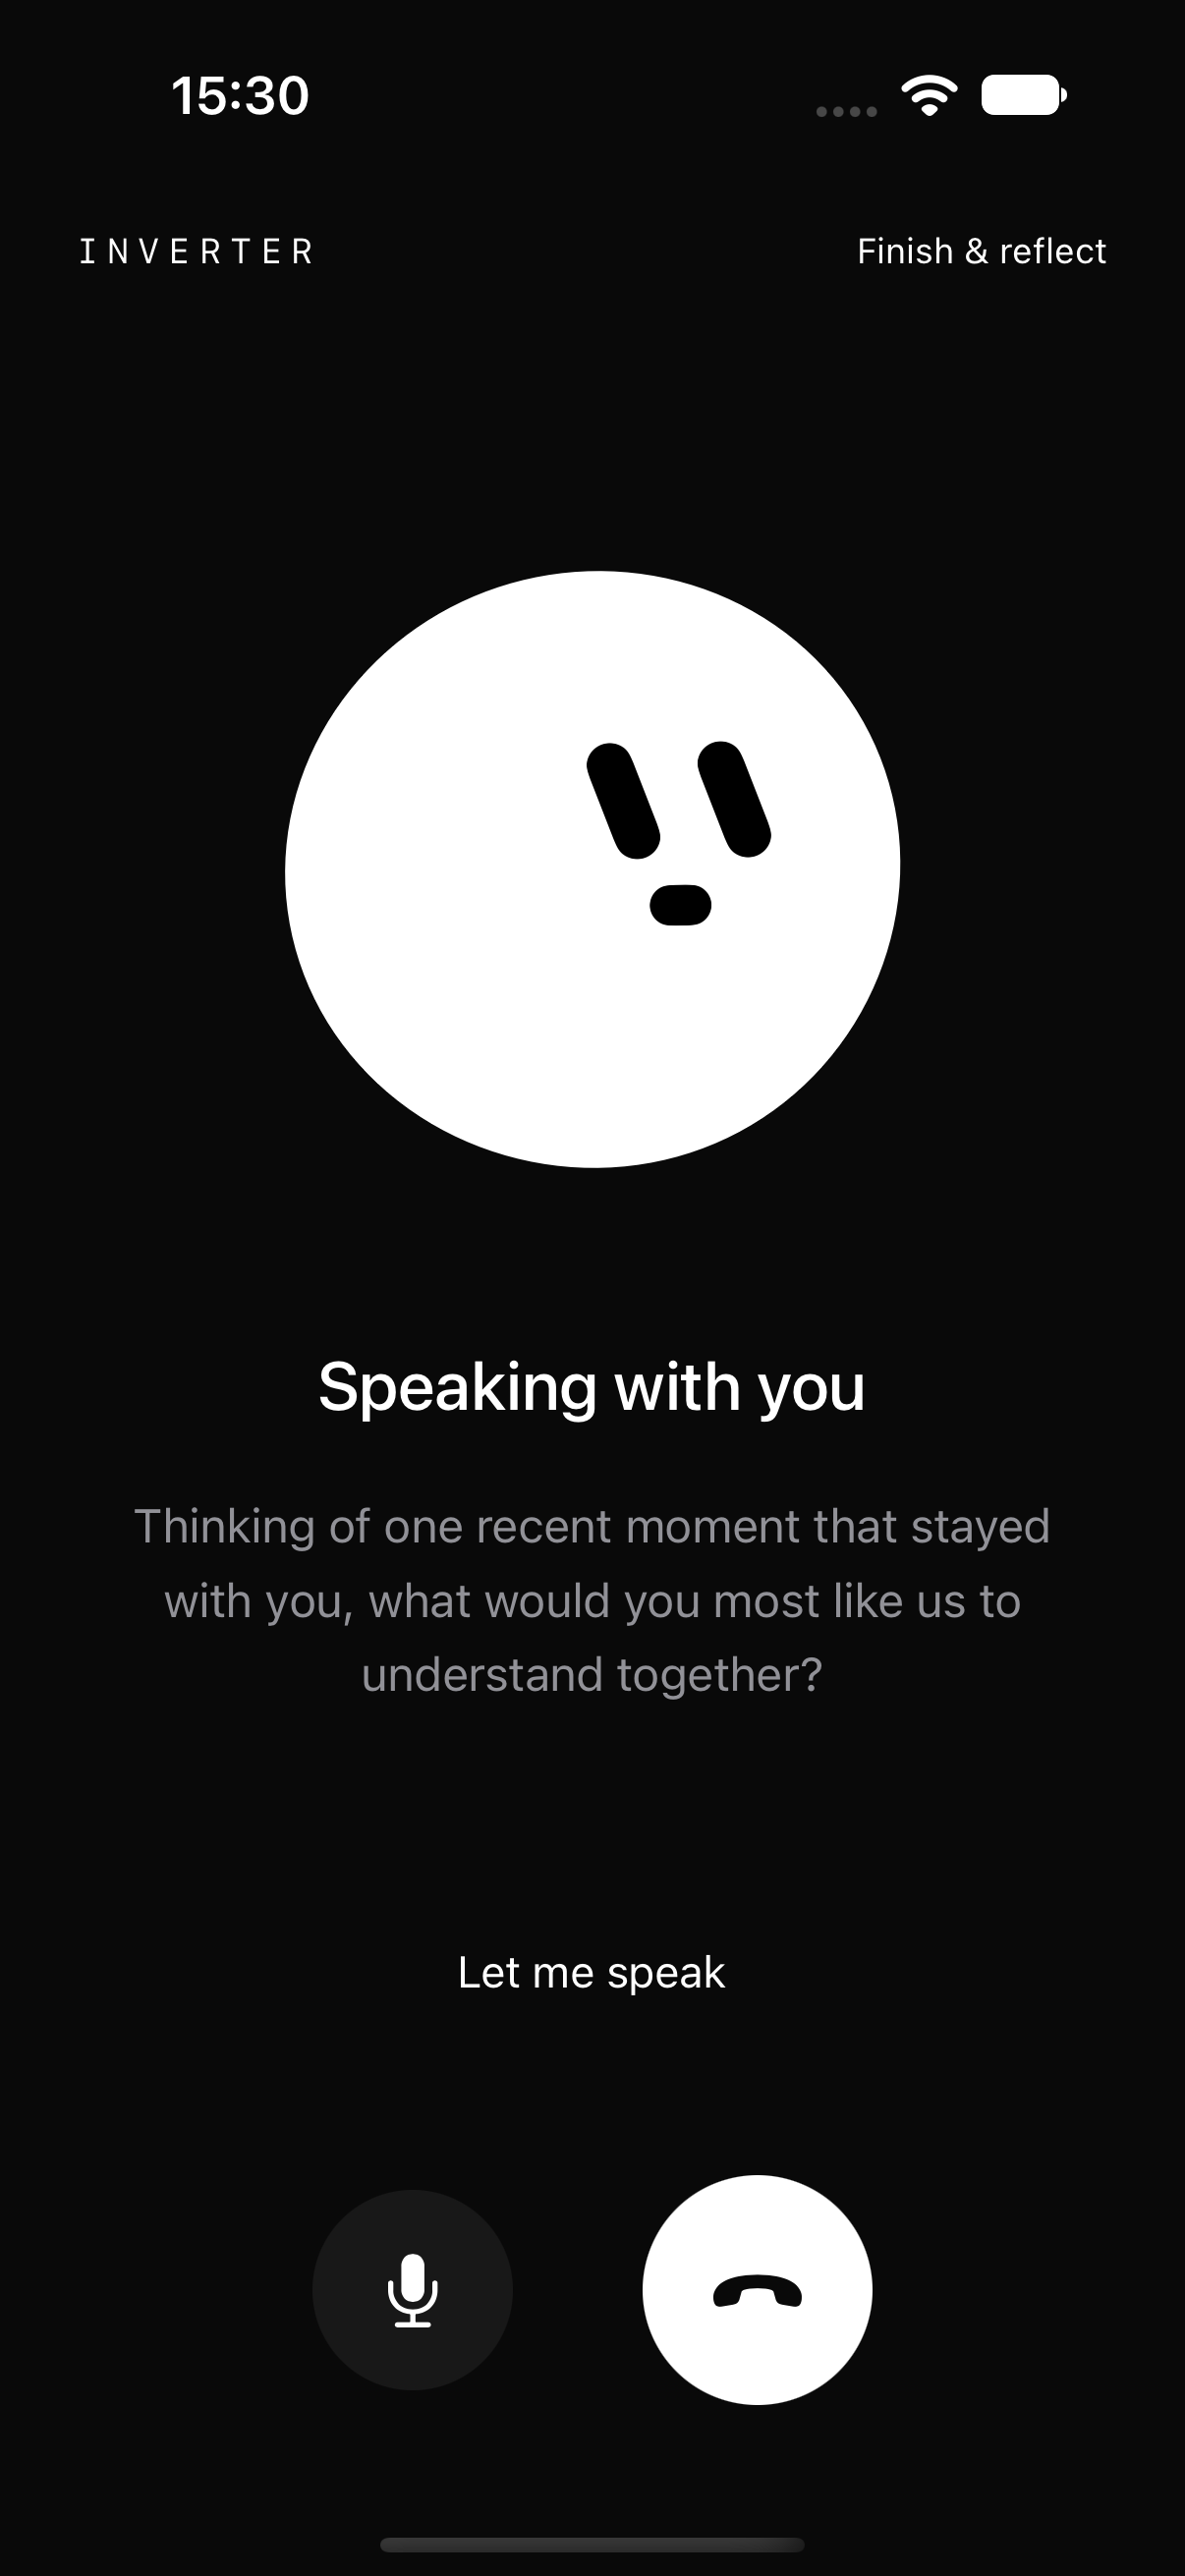 15:30
INVERTER
Finish & reflect
Speaking with you
Thinking of one recent moment that stayed
with you, what would you most like us to
understand together?
Let me speak